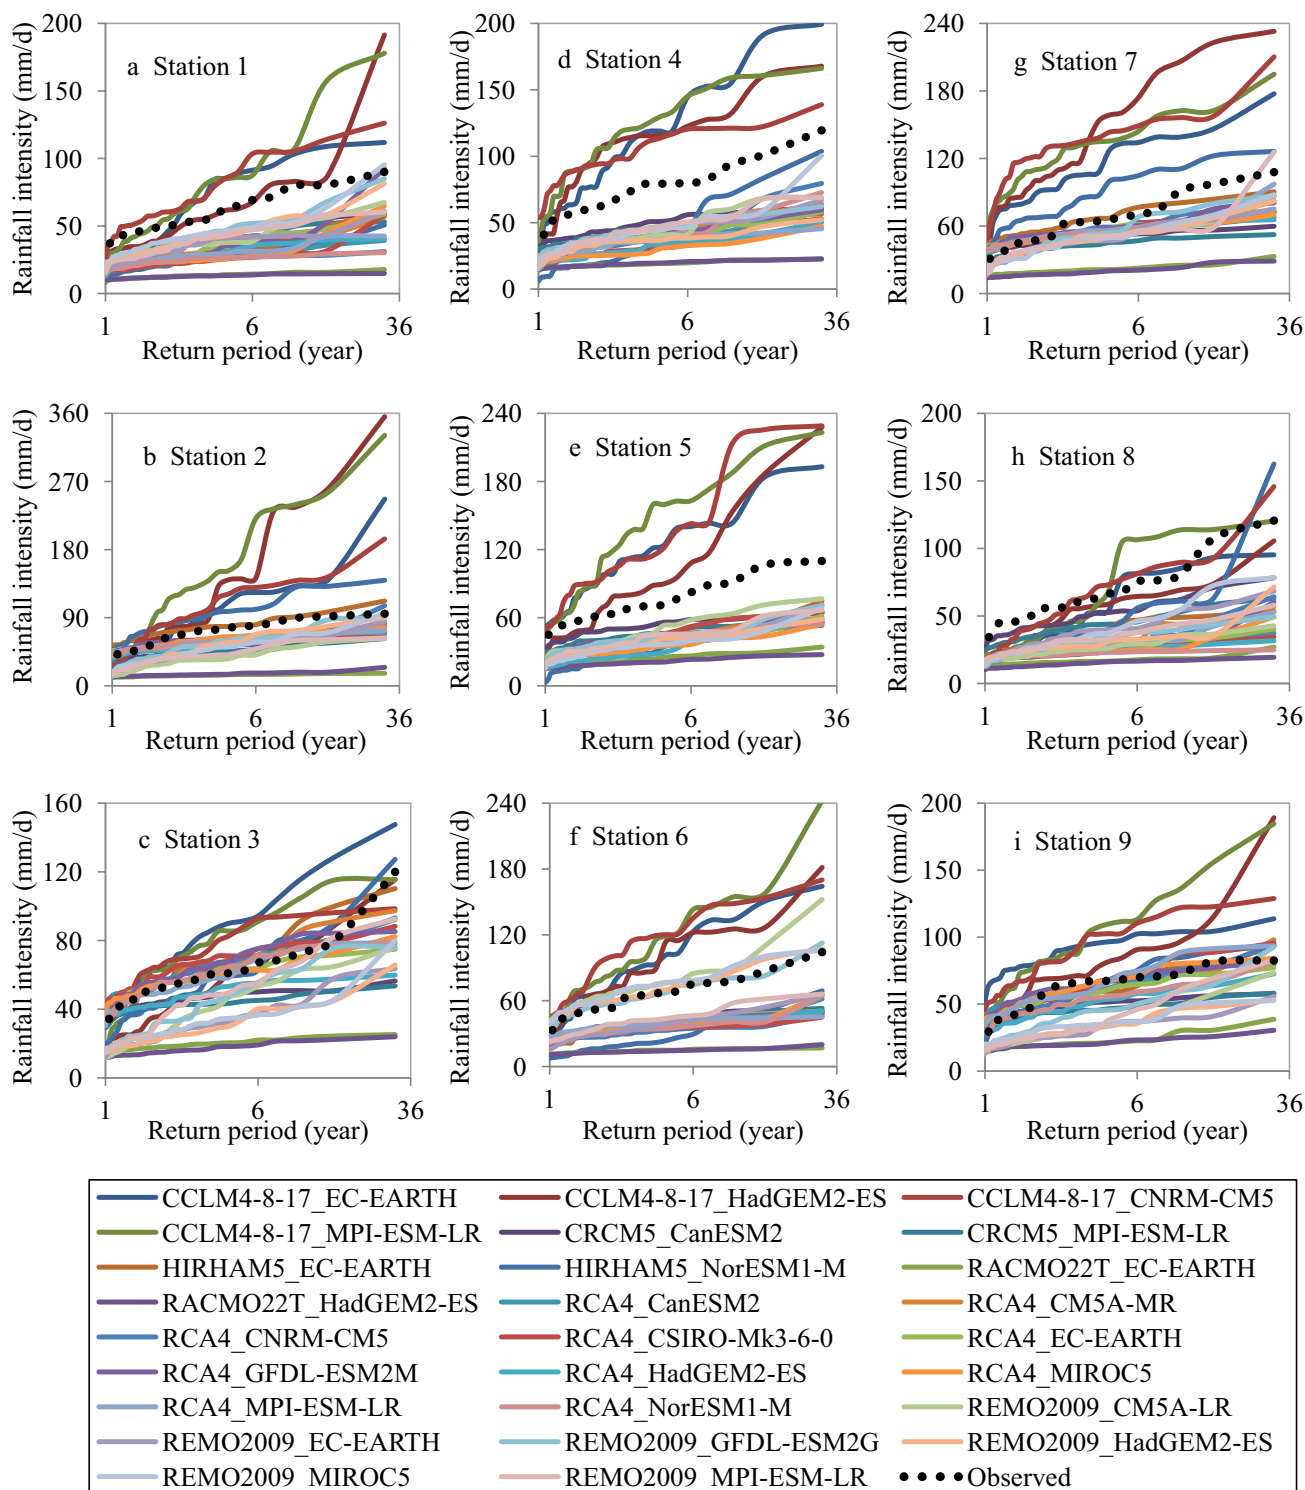 a Station 1
Rainfall intensity (mm/d)
200
150
100
50
0
1 6 36
Return period (year)
d Station 4
Rainfall intensity (mm/d)
200
150
100
50
0
1 6 36
Return period (year)
g Station 7
Rainfall intensity (mm/d)
240
180
120
60
0
1 6 36
Return period (year)
b Station 2
Rainfall intensity (mm/d)
360
270
180
90
0
1 6 36
Return period (year)
e Station 5
Rainfall intensity (mm/d)
240
180
120
60
0
1 6 36
Return period (year)
h Station 8
Rainfall intensity (mm/d)
200
150
100
50
0
1 6 36
Return period (year)
c Station 3
Rainfall intensity (mm/d)
160
120
80
40
0
1 6 36
Return period (year)
f Station 6
Rainfall intensity (mm/d)
240
180
120
60
0
1 6 36
Return period (year)
i Station 9
Rainfall intensity (mm/d)
200
150
100
50
0
1 6 36
Return period (year)
CCLM4-8-17_EC-EARTH CCLM4-8-17_HadGEM2-ES CCLM4-8-17_CNRM-CM5
CCLM4-8-17_MPI-ESM-LR CRCM5_CanESM2 CRCM5_MPI-ESM-LR
HIRHAM5_EC-EARTH HIRHAM5_NorESM1-M RACMO22T_EC-EARTH
RACMO22T_HadGEM2-ES RCA4_CanESM2 RCA4_CM5A-MR
RCA4_CNRM-CM5 RCA4_CSIRO-Mk3-6-0 RCA4_EC-EARTH
RCA4_GFDL-ESM2M RCA4_HadGEM2-ES RCA4_MIROC5
RCA4_MPI-ESM-LR RCA4_NorESM1-M REMO2009_CM5A-LR
REMO2009_EC-EARTH REMO2009_GFDL-ESM2G REMO2009_HadGEM2-ES
REMO2009_MIROC5 REMO2009_MPI-ESM-LR Observed